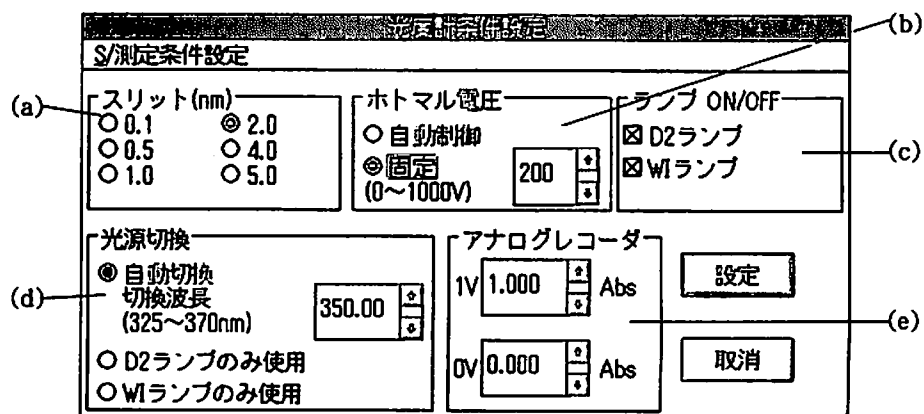 光度計条件設定
S/測定条件設定
(a)
スリット(nm)
0.1
2.0
0.5
4.0
1.0
5.0
(b)
ホトマル電圧
自動制御
固定
(0～1000V)
200
ランプ ON/OFF
D2ランプ
WIランプ
(c)
(d)
光源切換
自動切換
切換波長
(325～370nm)
350.00
D2ランプのみ使用
WIランプのみ使用
アナログレコーダ
1V 1.000 Abs
0V 0.000 Abs
(e)
設定
取消